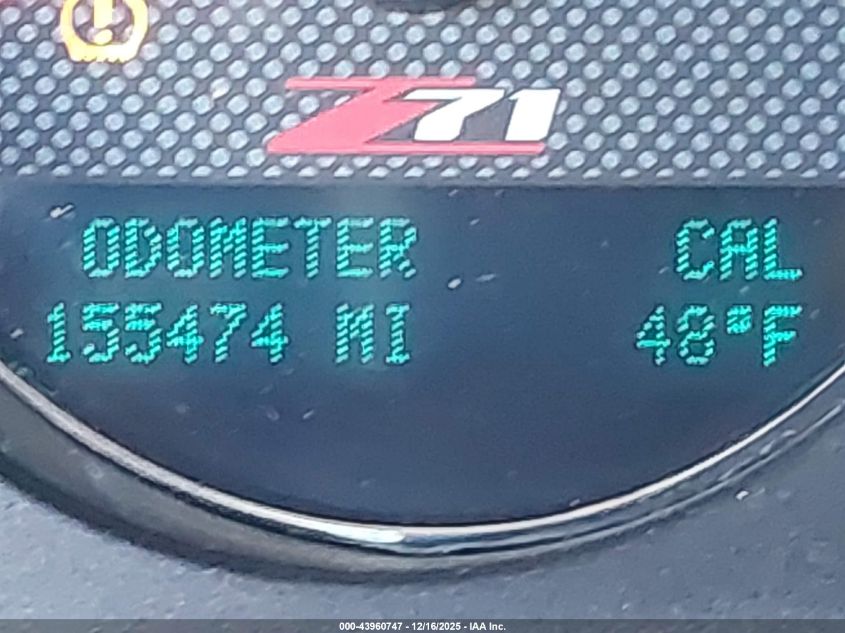 Z71
ODOMETER CAL
155474 MI 48°F
000-43960747 - 12/16/2025 - IAA Inc.